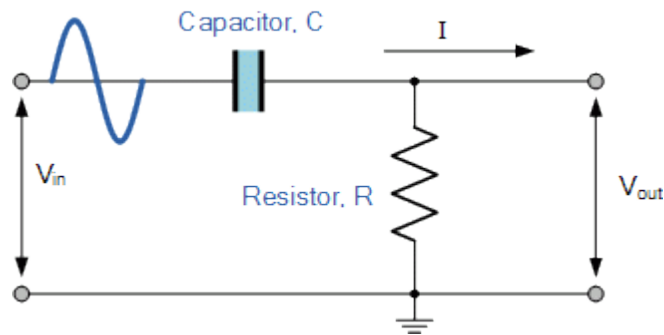 Capacitor, C
I
Vin
Resistor, R
Vout